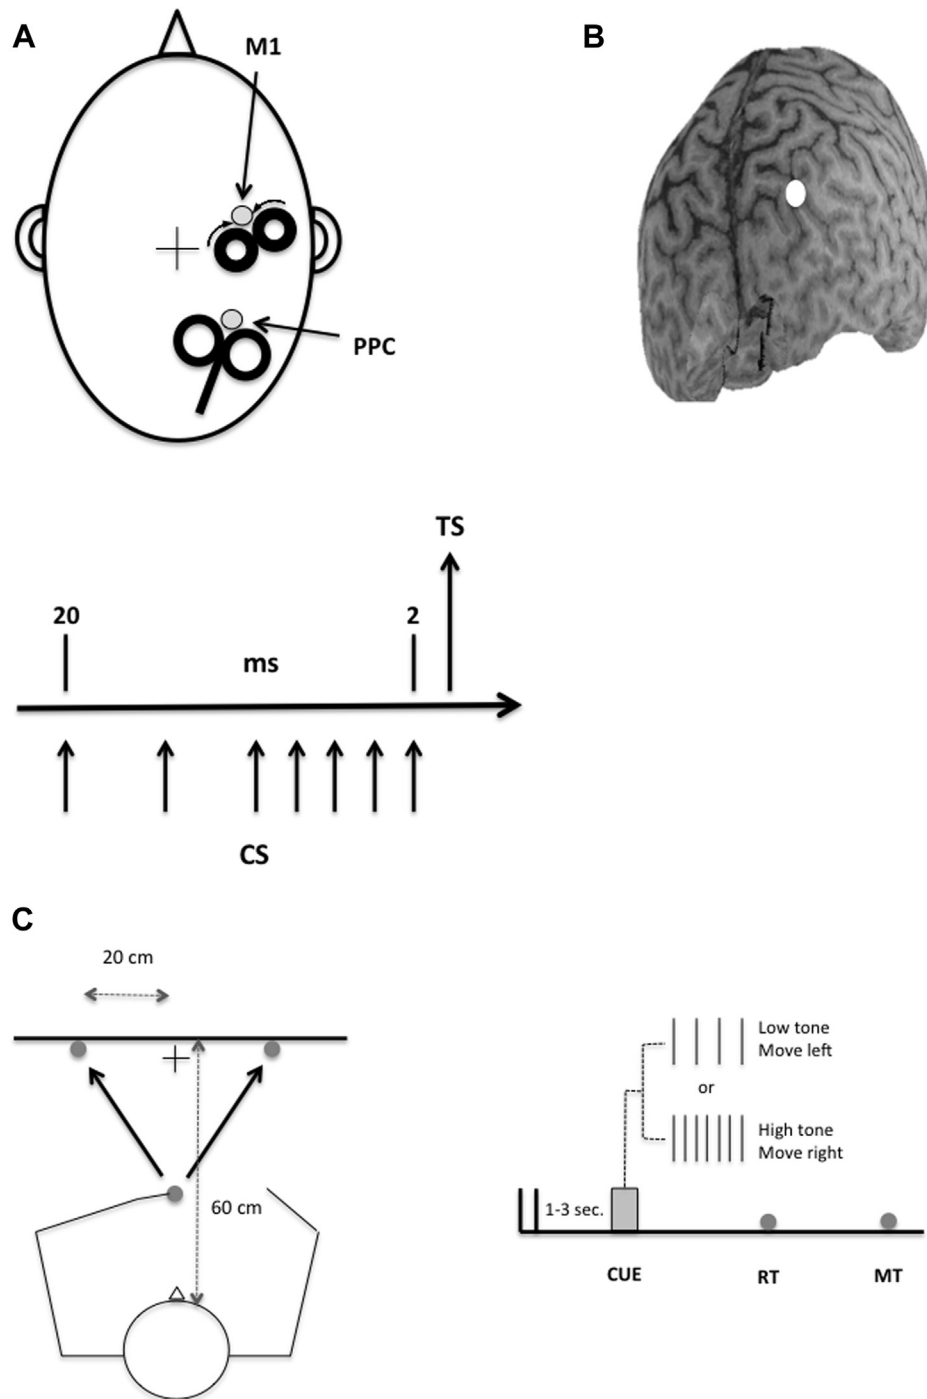 A
M1
PPC
B
TS
20
2
ms
CS
C
20 cm
60 cm
Low tone
Move left
or
High tone
Move right
1-3 sec.
CUE
RT
MT